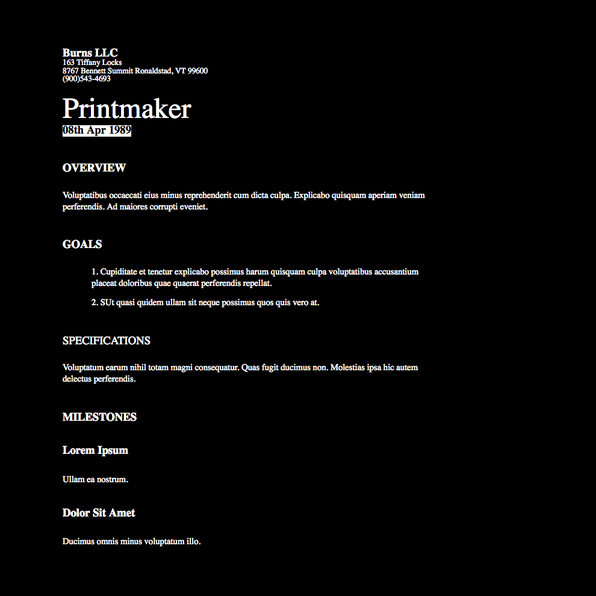 Burns LLC
163 Tiffany Locks
8767 Bennett Summit Ronaldstad, VT 99600
(900)543-4693
Printmaker
08th Apr 1989
OVERVIEW
Voluptatibus occaecati eius minus reprehenderit cum dicta culpa. Explicabo quisquam aperiam veniam
perferendis. Ad maiores corrupti eveniet.
GOALS
1. Cupiditate et tenetur explicabo possimus harum quisquam culpa voluptatibus accusantium
placeat doloribus quae quaerat perferendis repellat.
2. SUt quasi quidem ullam sit neque possimus quos quis vero at.
SPECIFICATIONS
Voluptatum earum nihil totam magni consequatur. Quas fugit ducimus non. Molestias ipsa hic autem
delectus perferendis.
MILESTONES
Lorem Ipsum
Ullam ea nostrum.
Dolor Sit Amet
Ducimus omnis minus voluptatum illo.